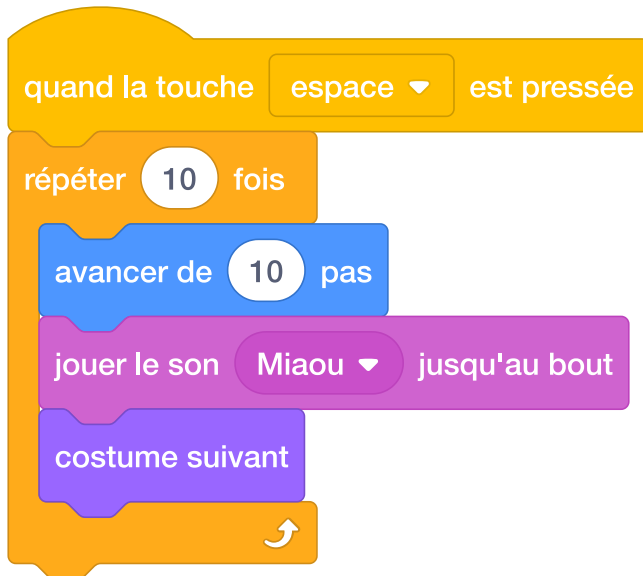 quand la touche espace est pressée
répéter 10 fois
avancer de 10 pas
jouer le son Miaou jusqu'au bout
costume suivant